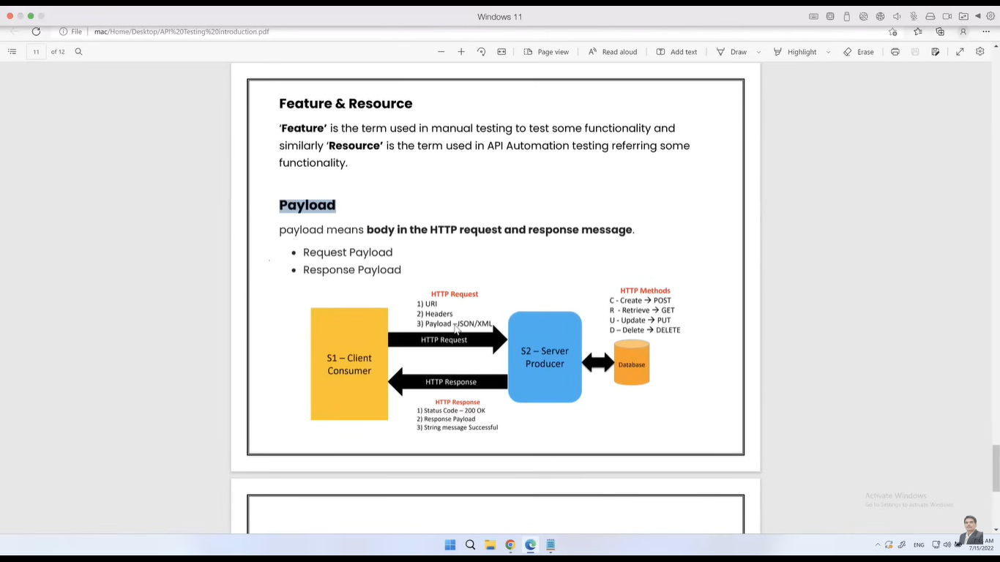 Windows 11
File mac/Home/Desktop/API%20Testing%20introduction.pdf
11 of 12 Page view Read aloud Add text Draw Highlight Erase
Feature & Resource
‘Feature’ is the term used in manual testing to test some functionality and
similarly ‘Resource’ is the term used in API Automation testing referring some
functionality.
Payload
payload means body in the HTTP request and response message.
• Request Payload
• Response Payload
HTTP Request
1) URI
2) Headers
3) Payload –JSON/XML
HTTP Request
HTTP Methods
C - Create → POST
R - Retrieve → GET
U - Update → PUT
D – Delete → DELETE
S1 – Client
Consumer
S2 – Server
Producer
Database
HTTP Response
HTTP Response
1) Status Code – 200 OK
2) Response Payload
3) String message Successful
Activate Windows
Go to Settings to activate Windows.
ENG
AM
7/15/2022